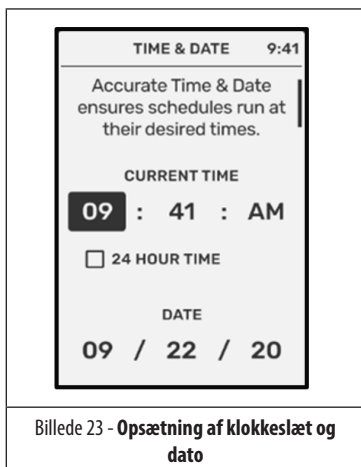 TIME & DATE 9:41
Accurate Time & Date
ensures schedules run at
their desired times.
CURRENT TIME
09 : 41 : AM
24 HOUR TIME
DATE
09 / 22 / 20
Billede 23 - Opsætning af klokkeslæt og
dato